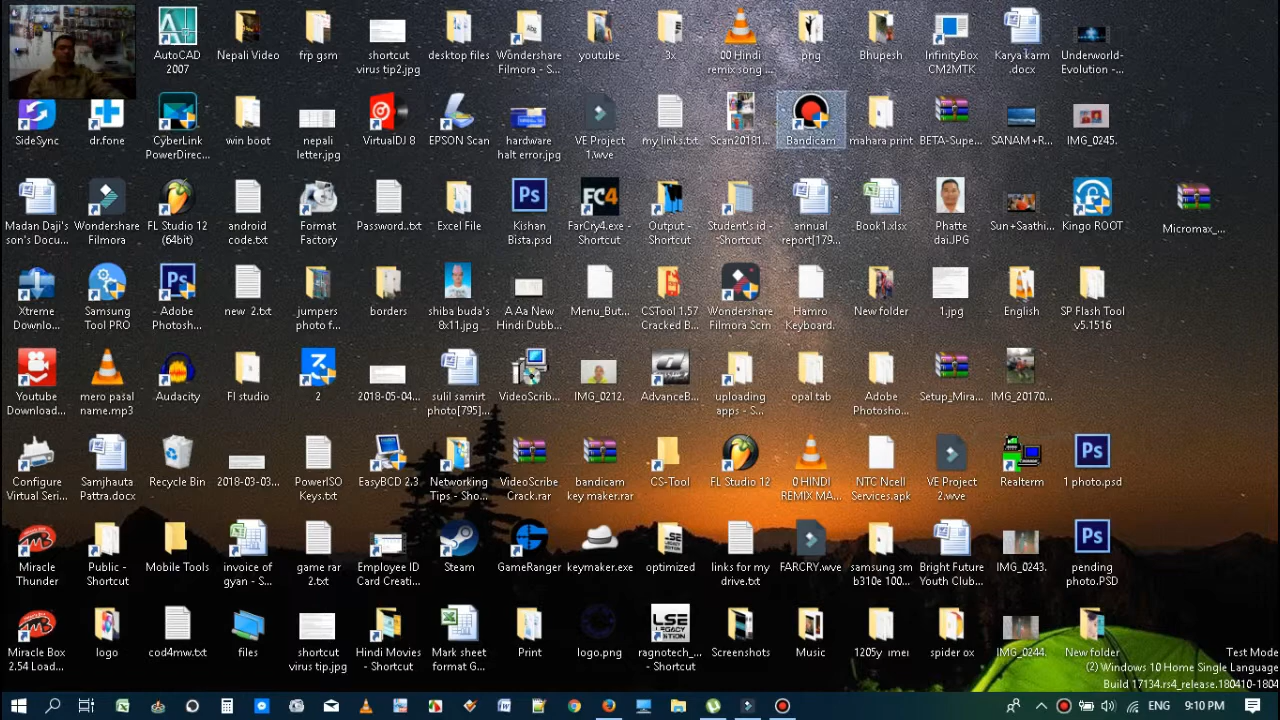 AutoCAD
2007
Nepali Video
frp gsm
shortcut
virus tip2.jpg
desktop files
Wondershare
Filmora - S...
youtube
3x
00 Hindi
remix song ...
png
Bhupesh
InfinityBox
CM2MTK
Karya karm
.docx
Underworld-
Evolution -...
SideSync
dr.fone
CyberLink
PowerDirec...
win boot
nepali
letter.jpg
VirtualDJ 8
EPSON Scan
hardware
halt error.jpg
VE Project
1.wve
my links.txt
Scan20181...
Bandicam
mahara print
BETA-Supe...
SANAM+R...
IMG_0245.
Madan Daji's
son's Docu...
Wondershare
Filmora
FL Studio 12
(64bit)
android
code.txt
Format
Factory
Password..txt
Excel File
Kishan
Bista.psd
FarCry4.exe -
Shortcut
Output -
Shortcut
Student's id -
Shortcut
annual
report[179...
Book1.xlsx
Phatte
dai.JPG
Sun+Saathi...
Kingo ROOT
Micromax_...
Xtreme
Downlo...
Samsung
Tool PRO
Adobe
Photosh...
new 2.txt
jumpers
photo f...
borders
shiba buda's
8x11.jpg
A Aa New
Hindi Dubb...
Menu_But...
CSTool 1.57
Cracked B...
Wondershare
Filmora Scrn
Hamro
Keyboard.
New folder
1.jpg
English
SP Flash Tool
v5.1516
Youtube
Download...
mero pasal
name.mp3
Audacity
Fl studio
2
2018-05-04...
sulil samirt
photo[795]...
VideoScrib...
IMG_0212.
AdvanceB...
uploading
apps - S...
opal tab
Adobe
Photosho...
Setup_Mira...
IMG_20170...
Configure
Virtual Seri...
Samjhauta
Pattra.docx
Recycle Bin
2018-03-03...
PowerISO
Keys.txt
EasyBCD 2.3
Networking
Tips - Sho...
VideoScribe
Crack.rar
bandicam
key maker.rar
CS-Tool
FL Studio 12
0 HINDI
REMIX MA...
NTC Ncell
Services.apk
VE Project
2.wve
Realterm
1 photo.psd
Miracle
Thunder
Public -
Shortcut
Mobile Tools
invoice of
gyan - S...
game rar
2.txt
Employee ID
Card Creati...
Steam
GameRanger
keymaker.exe
optimized
links for my
drive.txt
FARCRY.wve
samsung sm
b310e 100...
Bright Future
Youth Club...
IMG_0243.
pending
photo.PSD
Miracle Box
2.54 Load...
logo
cod4mw.txt
files
shortcut
virus tip.jpg
Hindi Movies
- Shortcut
Mark sheet
format G...
Print
logo.png
ragnotech_...
- Shortcut
Screenshots
Music
1205y imei
spider ox
IMG_0244.
New folder
Test Mode
(2) Windows 10 Home Single Language
Build 17134.rs4_release.180410-1804
ENG
9:10 PM